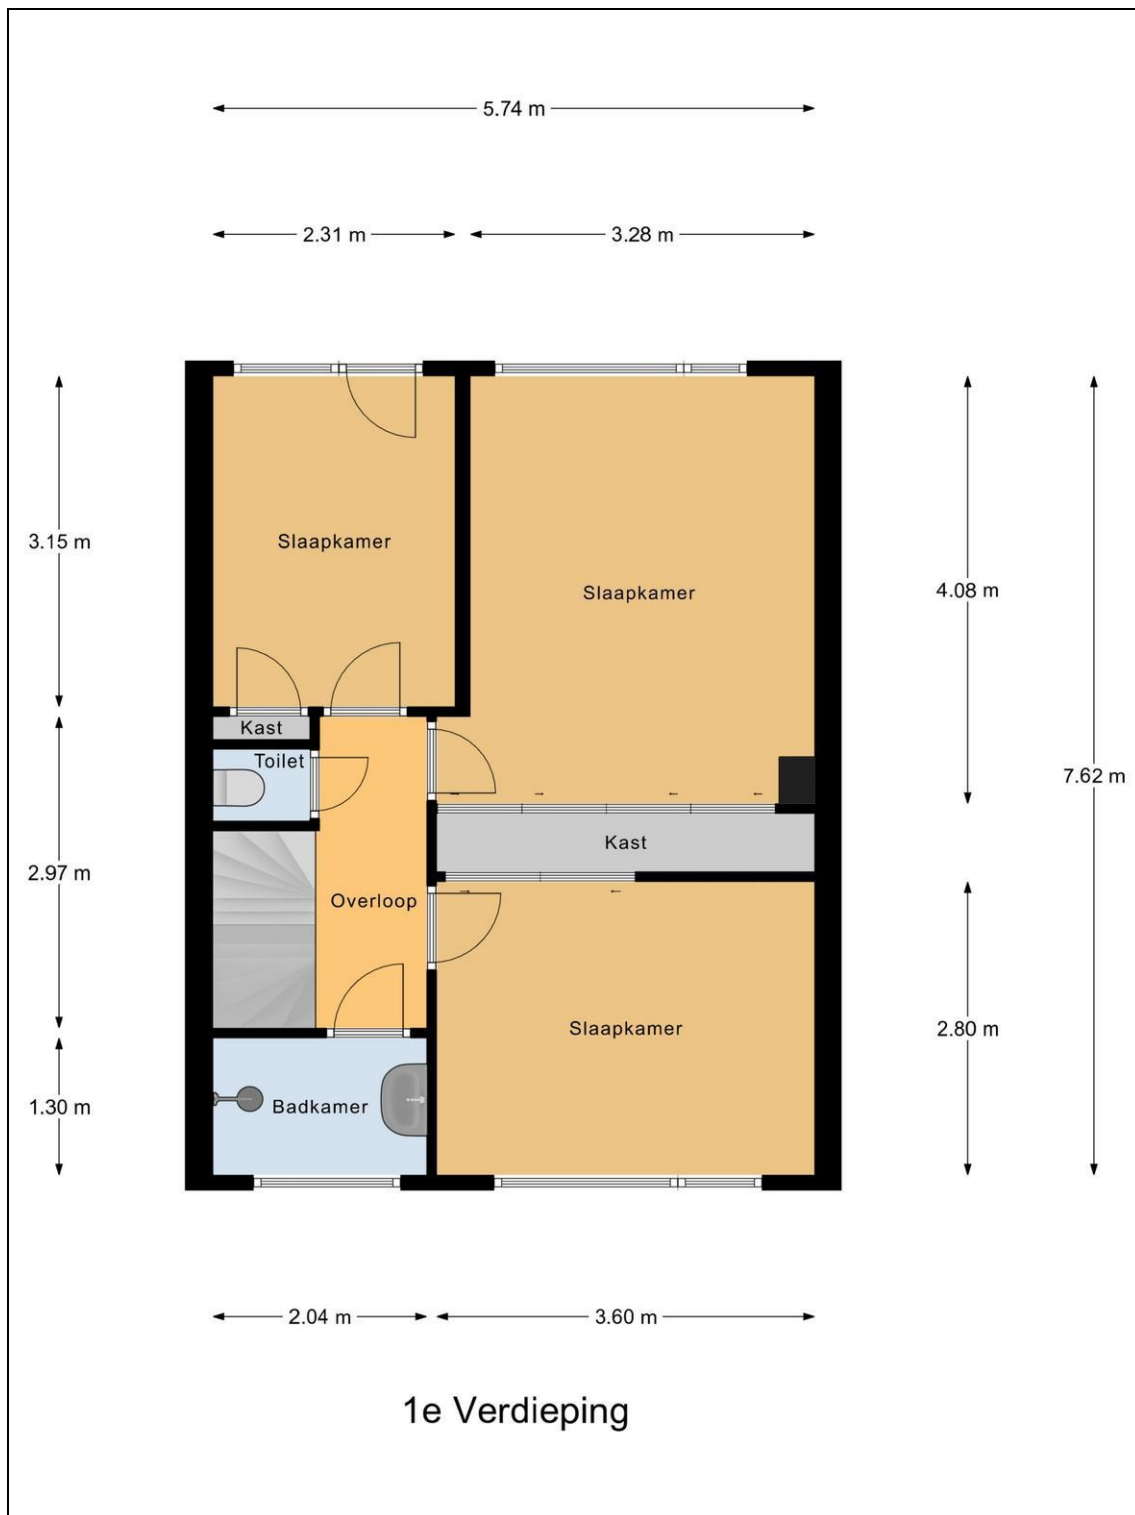 5.74 m
2.31 m
3.28 m
3.15 m
Slaapkamer
Slaapkamer
4.08 m
Kast
Toilet
7.62 m
Kast
2.97 m
Overloop
Slaapkamer
2.80 m
1.30 m
Badkamer
2.04 m
3.60 m
1e Verdieping